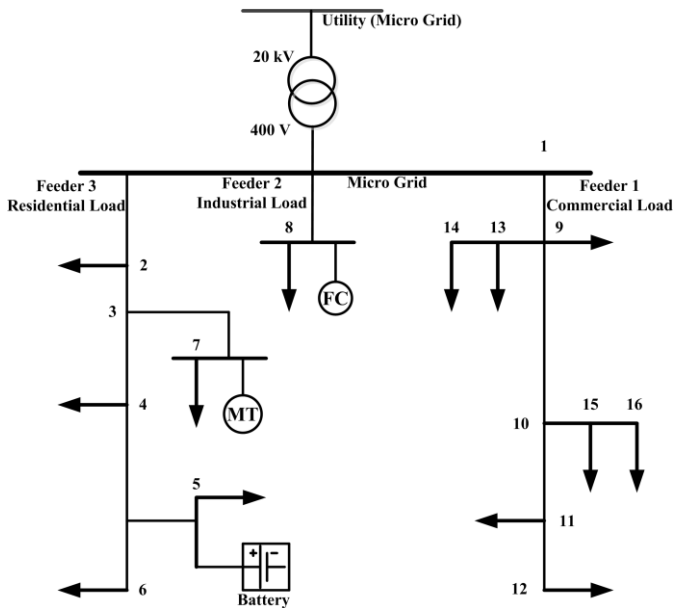 Utility (Micro Grid)
20 kV
400 V
1
Feeder 3
Residential Load
Feeder 2
Industrial Load
Micro Grid
Feeder 1
Commercial Load
8
14
13
9
2
FC
3
7
4
MT
10
15
16
5
11
+
−
6
Battery
12